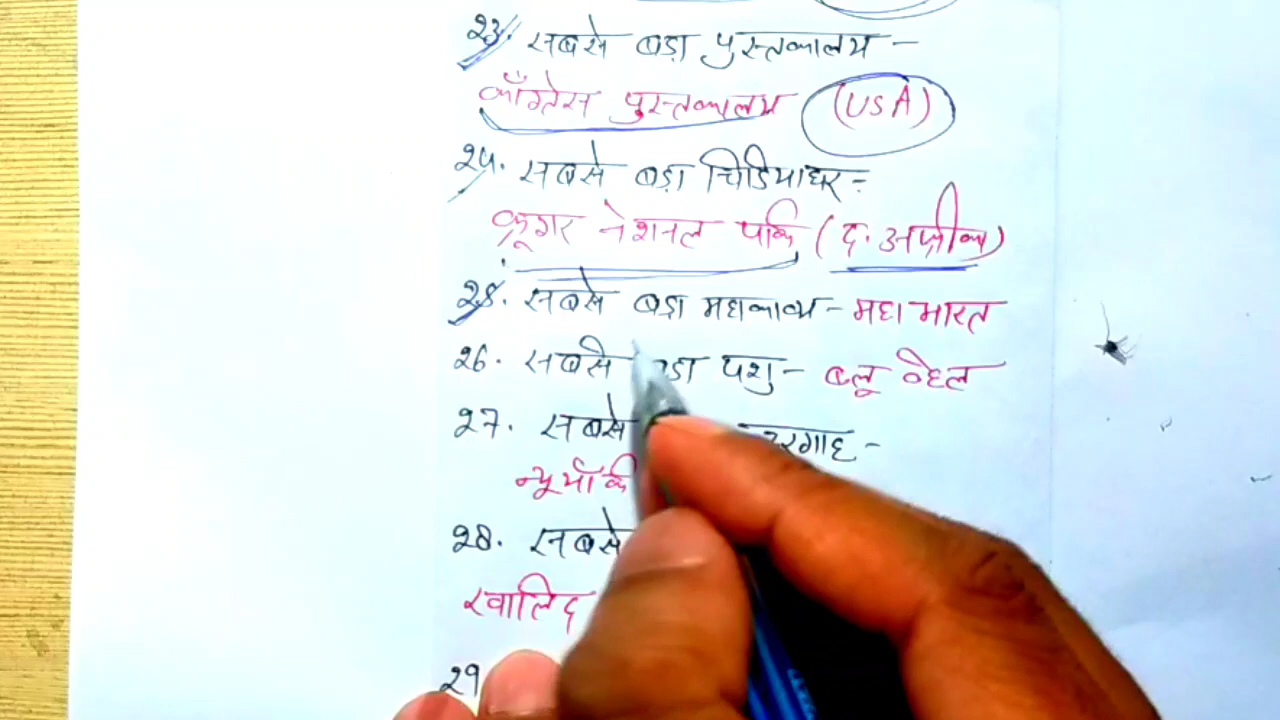 23. सबसे बड़ा पुस्तकालय -
काँग्रेस पुस्तकालय (USA)
24. सबसे बड़ा चिडियाघर -
क्रूगर नेशनल पार्क (द. अफ्रीका)
25. सबसे बड़ा महाकाव्य - महाभारत
26. सबसे बड़ा पशु - ब्लू व्हेल
27. सबसे -
न्यूयॉर्क
28. सबसे
खालिद
29